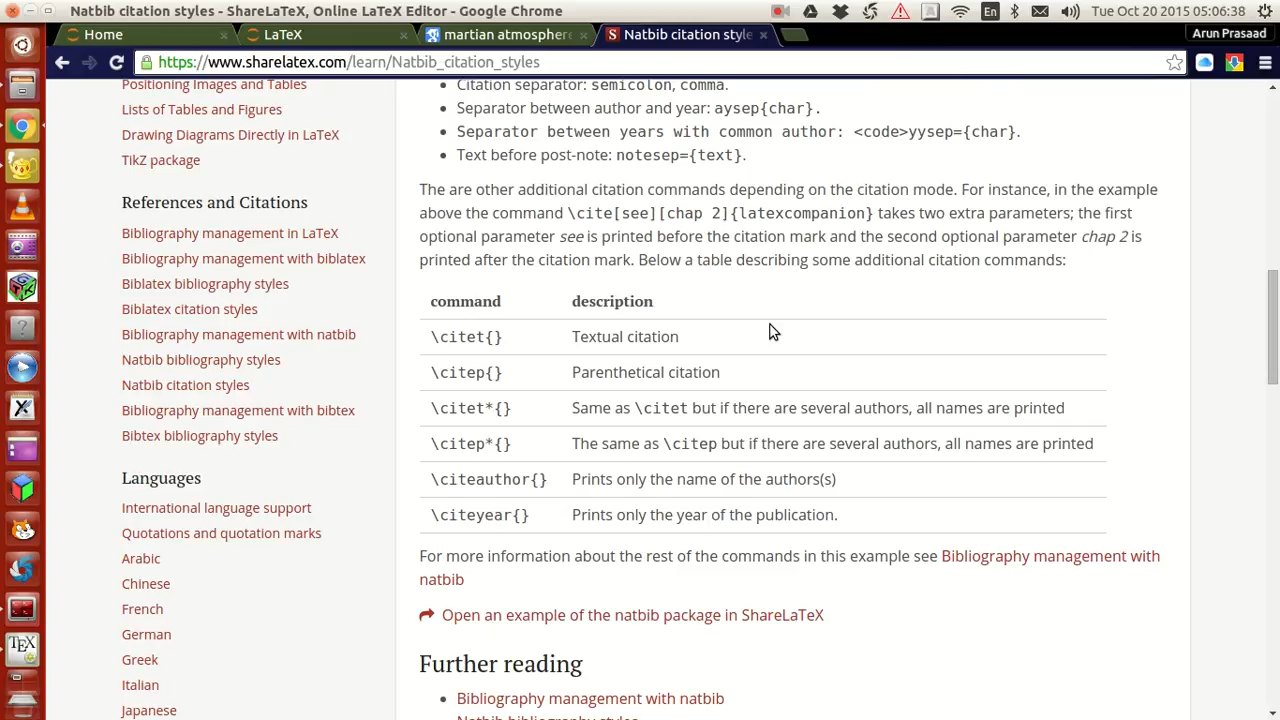 Natbib citation styles - ShareLaTeX, Online LaTeX Editor - Google Chrome
En
Tue Oct 20 2015 05:06:38
Home
LaTeX
martian atmosphere
Natbib citation style
Arun Prasaad
https://www.sharelatex.com/learn/Natbib_citation_styles
Positioning Images and Tables
Lists of Tables and Figures
Drawing Diagrams Directly in LaTeX
TikZ package
References and Citations
Bibliography management in LaTeX
Bibliography management with biblatex
Biblatex bibliography styles
Biblatex citation styles
Bibliography management with natbib
Natbib bibliography styles
Natbib citation styles
Bibliography management with bibtex
Bibtex bibliography styles
Languages
International language support
Quotations and quotation marks
Arabic
Chinese
French
German
Greek
Italian
Japanese
• Citation separator: semicolon, comma.
• Separator between author and year: aysep{char}.
• Separator between years with common author: <code>yysep={char}.
• Text before post-note: notesep={text}.
The are other additional citation commands depending on the citation mode. For instance, in the example
above the command \cite[see][chap 2]{latexcompanion} takes two extra parameters; the first
optional parameter see is printed before the citation mark and the second optional parameter chap 2 is
printed after the citation mark. Below a table describing some additional citation commands:
command description
\citet{} Textual citation
\citep{} Parenthetical citation
\citet*{} Same as \citet but if there are several authors, all names are printed
\citep*{} The same as \citep but if there are several authors, all names are printed
\citeauthor{} Prints only the name of the authors(s)
\citeyear{} Prints only the year of the publication.
For more information about the rest of the commands in this example see Bibliography management with
natbib
Open an example of the natbib package in ShareLaTeX
Further reading
• Bibliography management with natbib
Natbib bibliography styles
TEX